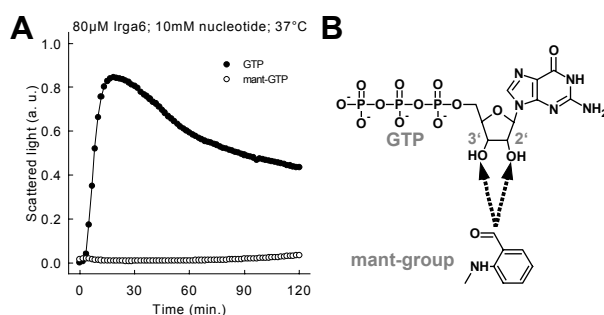 A
80µM Irga6; 10mM nucleotide; 37°C
GTP
mant-GTP
Scattered light (a. u.)
1.0
0.8
0.6
0.4
0.2
0.0
0 30 60 90 120
Time (min.)
B
O
N NH
N N NH2
O O O
-O-P-O-P-O-P-O
O- O- O-
O
GTP
3‘ 2‘
OH OH
O
mant-group
NH